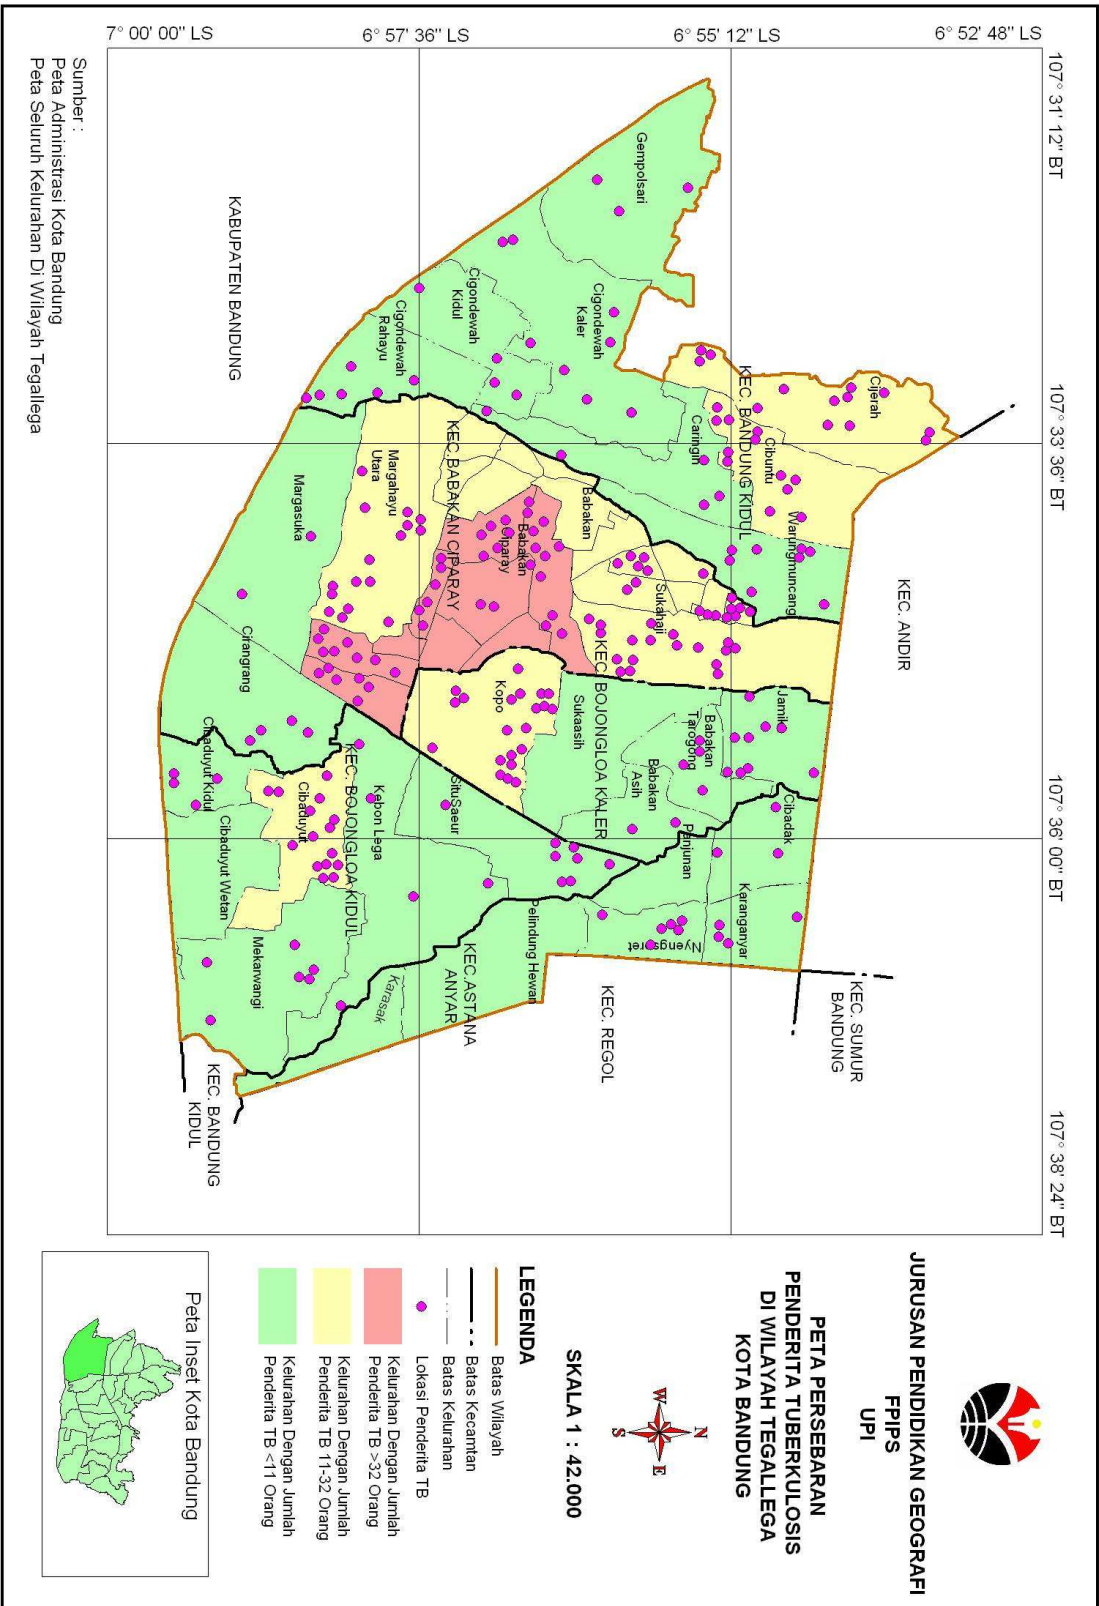 107° 31' 12" BT
107° 33' 36" BT
107° 36' 00" BT
107° 38' 24" BT
6° 52' 48" LS
6° 55' 12" LS
6° 57' 36" LS
7° 00' 00" LS
KEC. ANDIR
KEC. SUMUR
BANDUNG
KEC. REGOL
KEC.ASTANA
ANYAR
KEC. BANDUNG
KIDUL
KABUPATEN BANDUNG
KEC. BANDUNG KIDUL
KEC.BABAKAN CIPARAY
KEC. BOJONGLOA KALER
KEC. BOJONGLOA KIDUL
Gempolsari
Cigondewah
Kaler
Cigondewah
Kidul
Cigondewah
Rahayu
Cijerah
Cibuntu
Caringin
Warungmuncang
Margahayu
Utara
Margasuka
Cirangrang
Babakan
Babakan
Ciparay
Sukahaji
Kopo
Sukaasih
Jamik
Babakan
Tarogong
Babakan
Asih
Cibadak
Panjunan
Karanganyar
Nyengseret
Pelindung Hewan
Karasak
SituSaeur
Kebon Lega
Cibaduyut
Cibaduyut Kidul
Cibaduyut Wetan
Mekarwangi
Sumber :
Peta Administrasi Kota Bandung
Peta Seluruh Kelurahan Di Wilayah Tegallega
JURUSAN PENDIDIKAN GEOGRAFI
FPIPS
UPI
PETA PERSEBARAN
PENDERITA TUBERKULOSIS
DI WILAYAH TEGALLEGA
KOTA BANDUNG
N
W
E
S
SKALA 1 : 42.000
LEGENDA
Batas Wilayah
Batas Kecamtan
Batas Kelurahan
Lokasi Penderita TB
Kelurahan Dengan Jumlah
Penderita TB >32 Orang
Kelurahan Dengan Jumlah
Penderita TB 11-32 Orang
Kelurahan Dengan Jumlah
Penderita TB <11 Orang
Peta Inset Kota Bandung